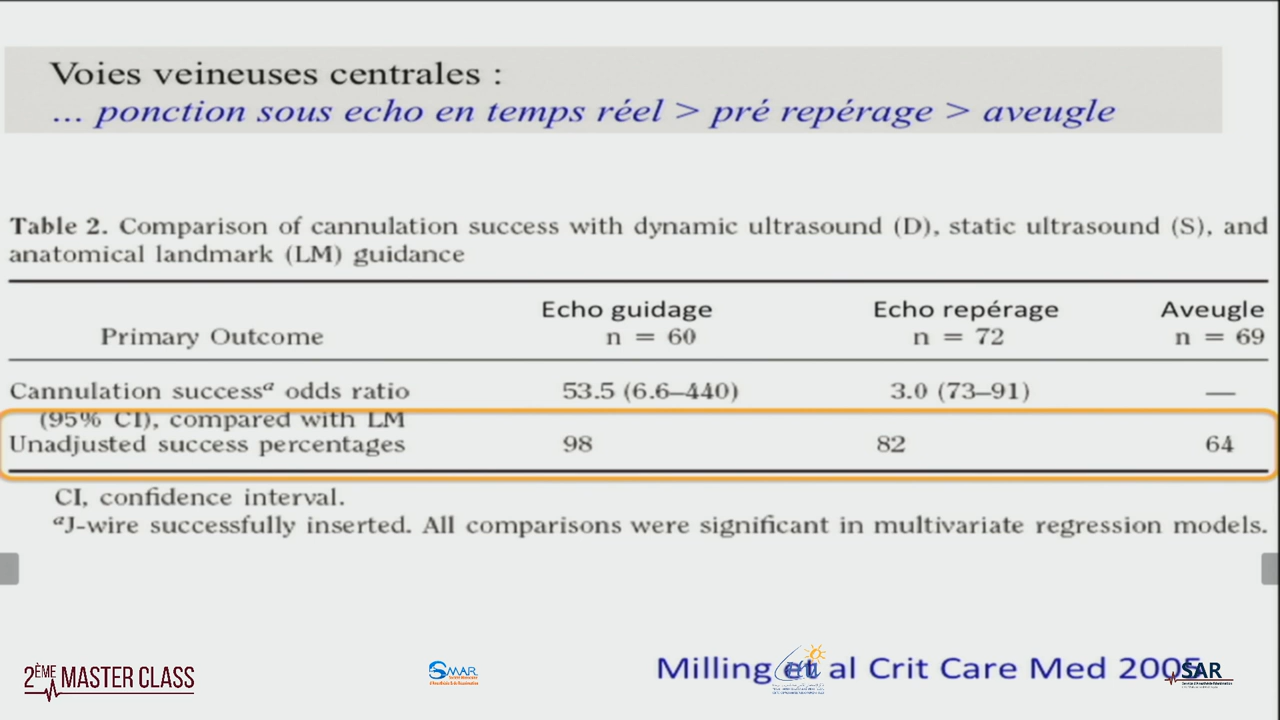 Voies veineuses centrales :
... ponction sous echo en temps réel > pré repérage > aveugle
Table 2. Comparison of cannulation success with dynamic ultrasound (D), static ultrasound (S), and
anatomical landmark (LM) guidance
Echo guidage Echo repérage Aveugle
Primary Outcome n = 60 n = 72 n = 69
Cannulation successᵃ odds ratio 53.5 (6.6–440) 3.0 (73–91) —
(95% CI), compared with LM
Unadjusted success percentages 98 82 64
CI, confidence interval.
ᵃJ-wire successfully inserted. All comparisons were significant in multivariate regression models.
Milling et al Crit Care Med 2005
2ÈME MASTER CLASS
SMAR
SAR